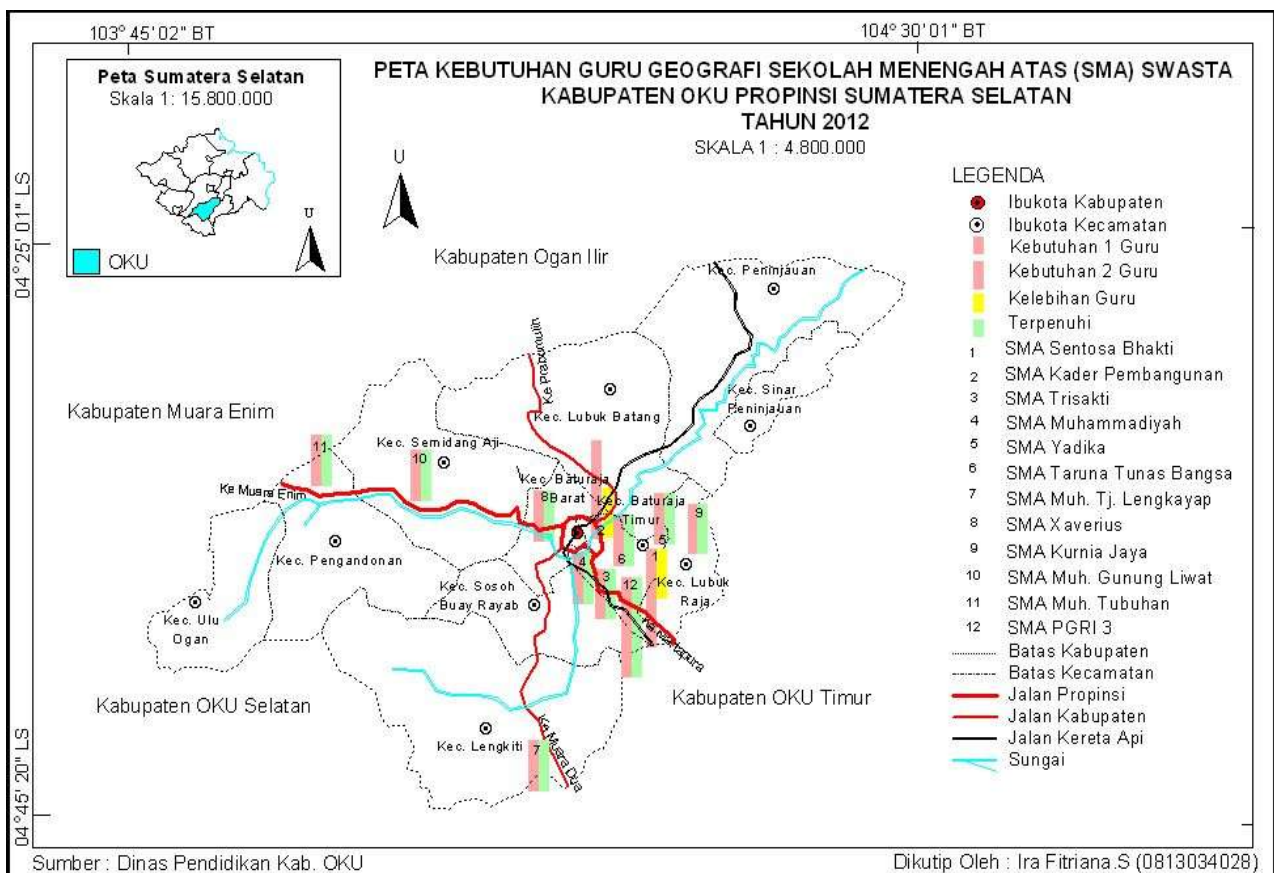 103° 45' 02" BT
104° 30' 01" BT
04° 25' 01" LS
04° 45' 20" LS
Peta Sumatera Selatan
Skala 1: 15.800.000
U
OKU
PETA KEBUTUHAN GURU GEOGRAFI SEKOLAH MENENGAH ATAS (SMA) SWASTA
KABUPATEN OKU PROPINSI SUMATERA SELATAN
TAHUN 2012
SKALA 1 : 4.800.000
U
LEGENDA
Ibukota Kabupaten
Ibukota Kecamatan
Kebutuhan 1 Guru
Kebutuhan 2 Guru
Kelebihan Guru
Terpenuhi
1 SMA Sentosa Bhakti
2 SMA Kader Pembangunan
3 SMA Trisakti
4 SMA Muhammadiyah
5 SMA Yadika
6 SMA Taruna Tunas Bangsa
7 SMA Muh. Tj. Lengkayap
8 SMA Xaverius
9 SMA Kurnia Jaya
10 SMA Muh. Gunung Liwat
11 SMA Muh. Tubuhan
12 SMA PGRI 3
Batas Kabupaten
Batas Kecamatan
Jalan Propinsi
Jalan Kabupaten
Jalan Kereta Api
Sungai
Kabupaten Ogan Ilir
Kec. Peninjauan
Ke Prabumulih
Kec. Sinar
Peninjauan
Kec. Lubuk Batang
Kabupaten Muara Enim
11
Kec. Semidang Aji
10
Ke Muara Enim
Kec. Baturaja
Barat
8
Kec. Baturaja
Timur
2
9
5
6
1
4
3
12
Kec. Lubuk
Raja
Kec. Pengandonan
Kec. Sosoh
Buay Rayab
Kec. Ulu
Ogan
Ke Martapura
Kabupaten OKU Selatan
Kabupaten OKU Timur
Kec. Lengkiti
7
Ke Muara Dua
Sumber : Dinas Pendidikan Kab. OKU
Dikutip Oleh : Ira Fitriana.S (0813034028)